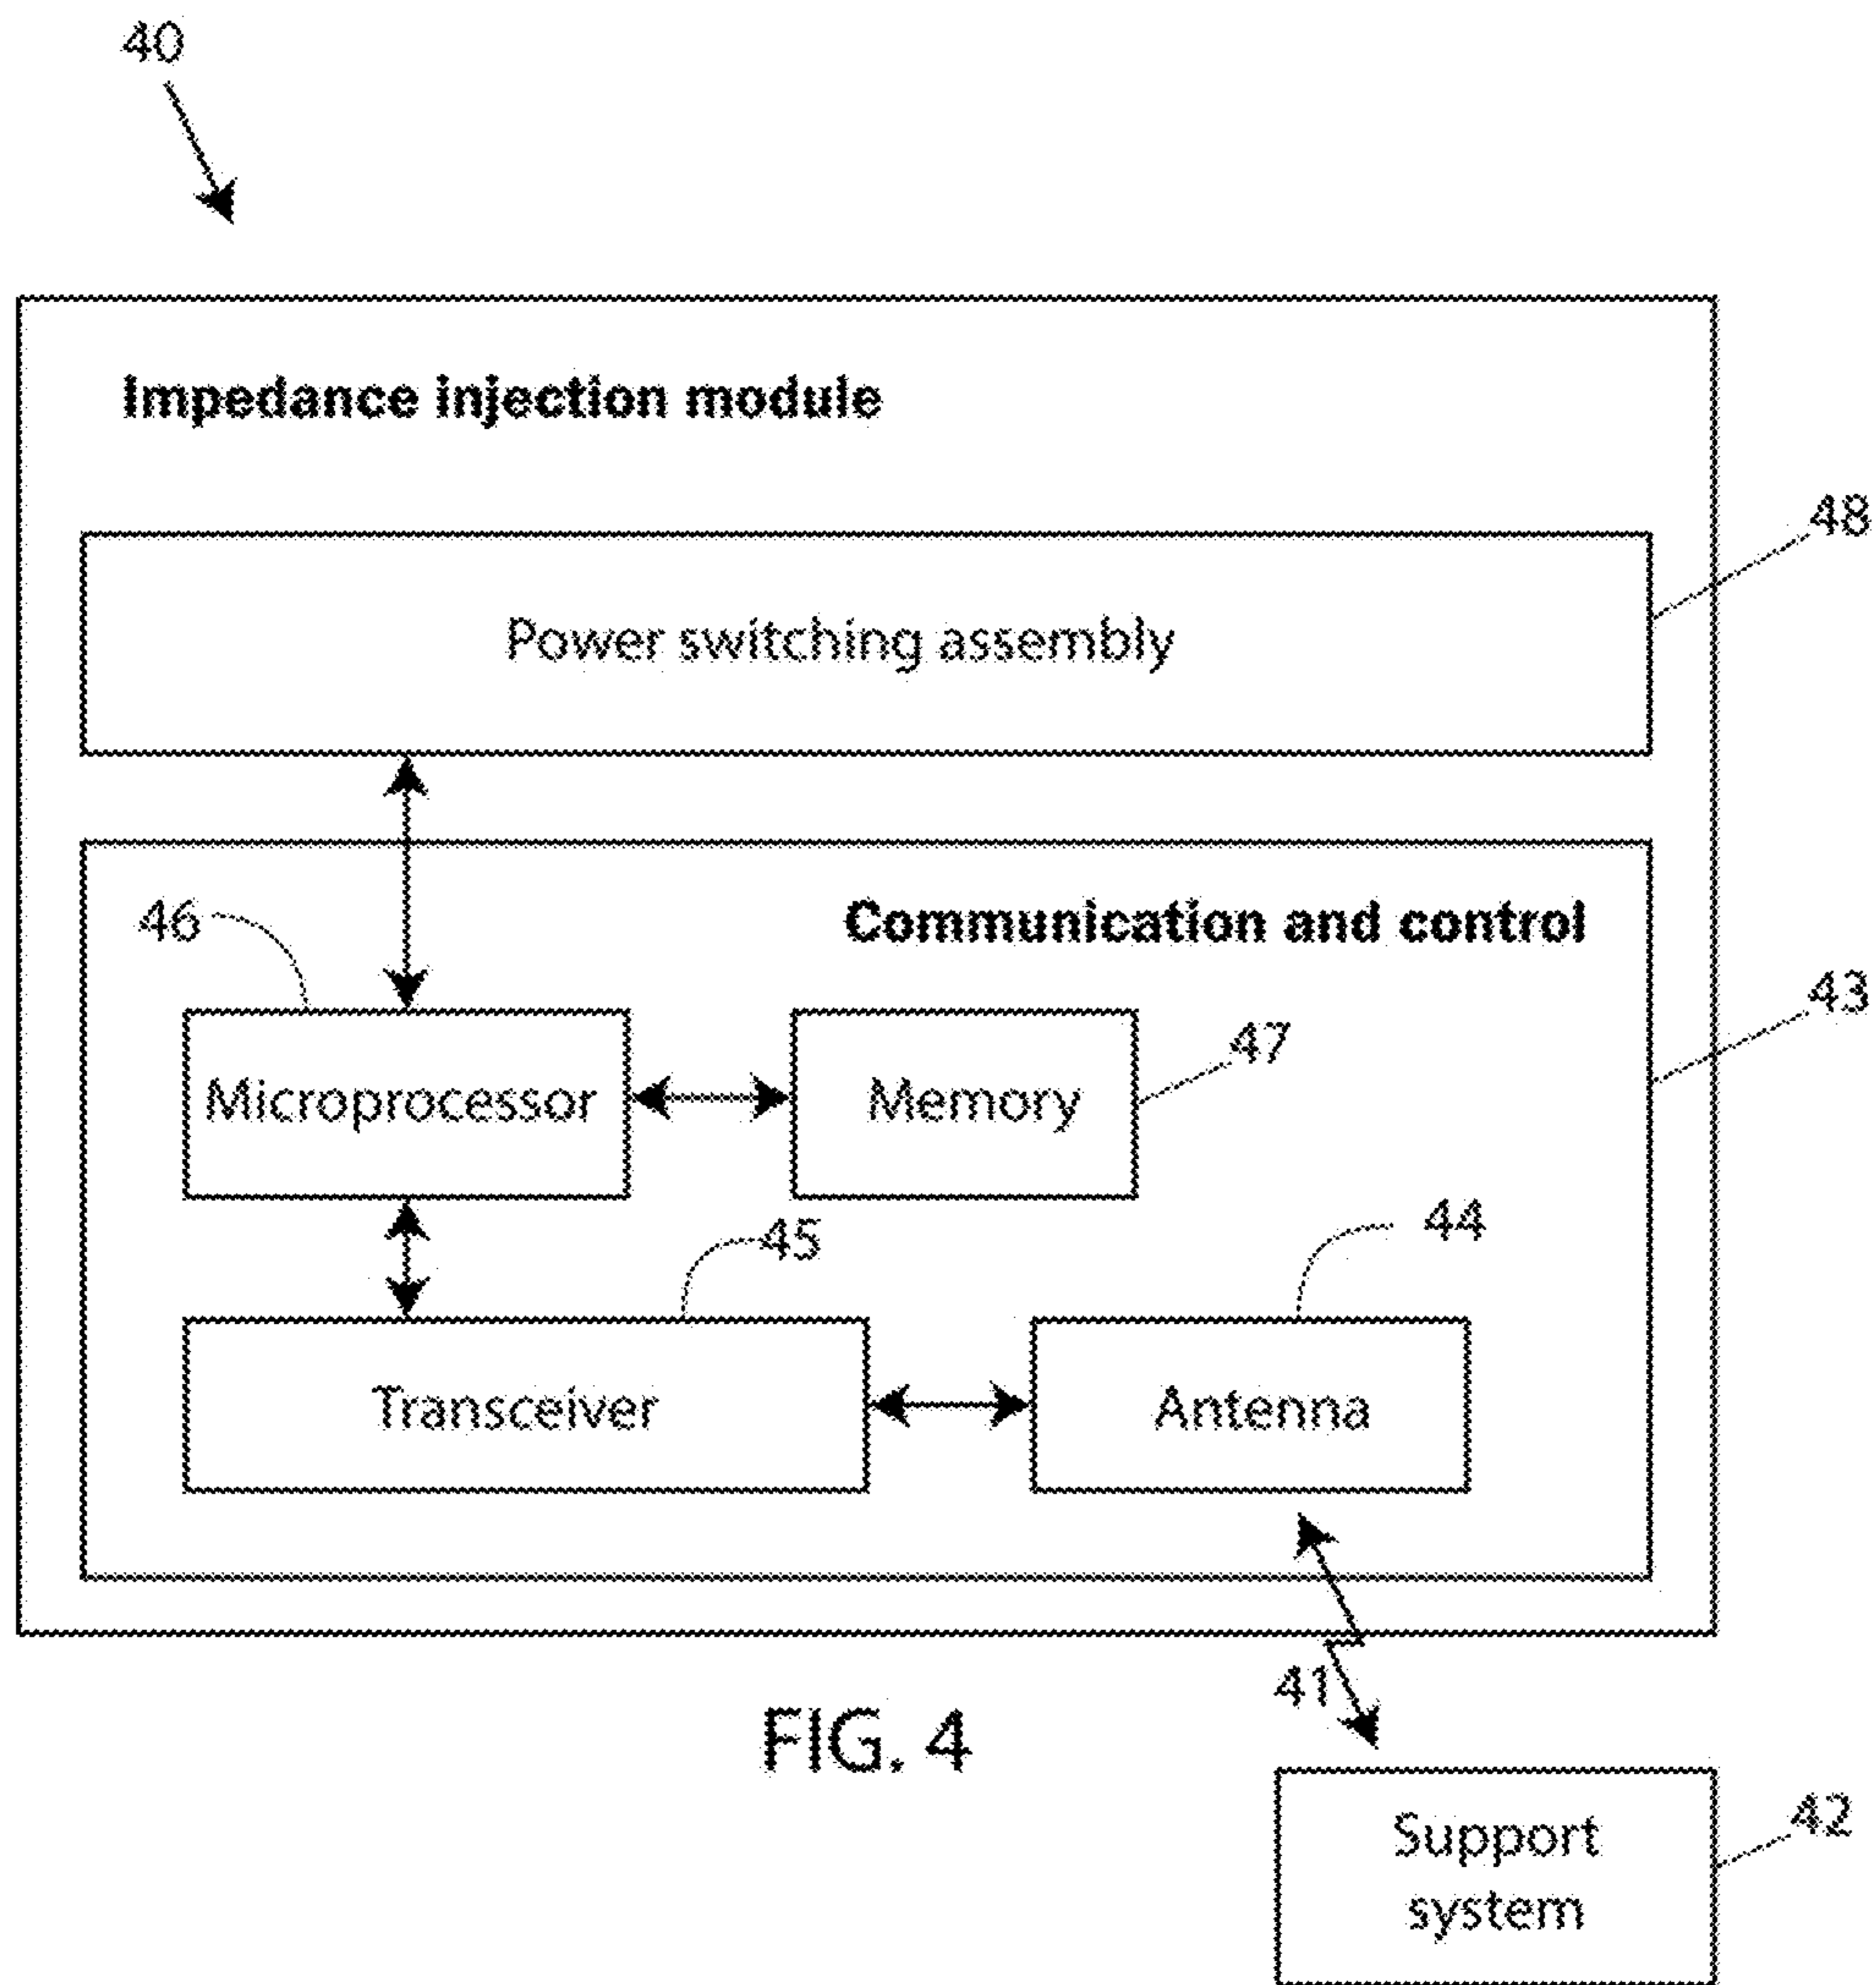 40
Impedance injection module
48
Power switching assembly
46
Communication and control
43
47
Microprocessor
Memory
45
44
Transceiver
Antenna
41
FIG. 4
42
Support
system